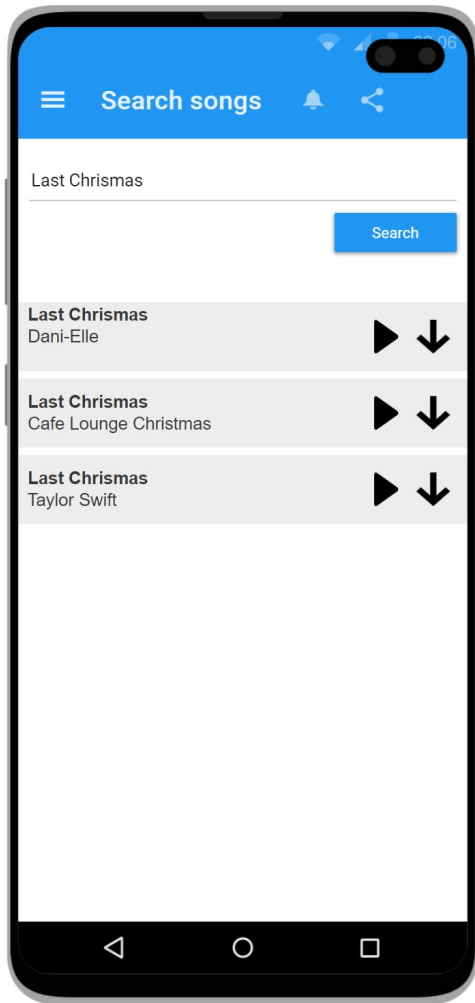 Search songs
Last Chrismas
Search
Last Chrismas
Dani-Elle
Last Chrismas
Cafe Lounge Christmas
Last Chrismas
Taylor Swift